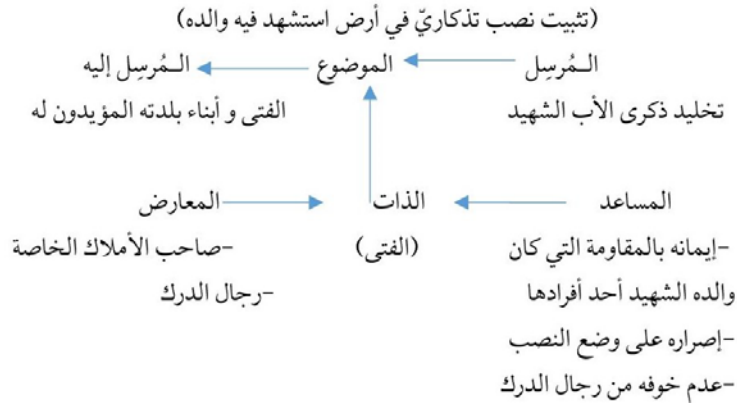 (تثبيت نصب تذكاريّ في أرض استشهد فيه والده)
الـمُرسِل الموضوع الـمُرسِل إليه
تخليد ذكرى الأب الشهيد الفتى و أبناء بلدته المؤيدون له
المساعد الذات المعارض
-إيمانه بالمقاومة التي كان (الفتى) -صاحب الأملاك الخاصة
والده الشهيد أحد أفرادها -رجال الدرك
-إصراره على وضع النصب
-عدم خوفه من رجال الدرك